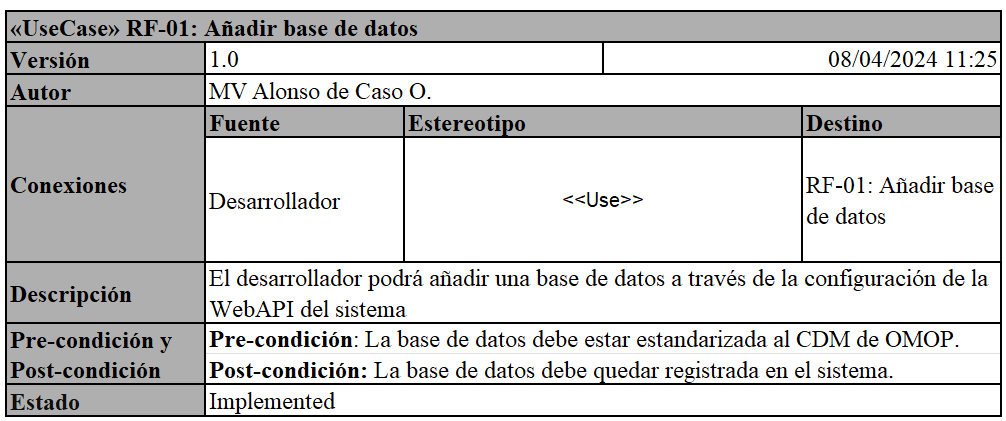 «UseCase» RF-01: Añadir base de datos
Versión 1.0 08/04/2024 11:25
Autor MV Alonso de Caso O.
Conexiones
Fuente Estereotipo Destino
Desarrollador <<Use>> RF-01: Añadir base
de datos
Descripción
El desarrollador podrá añadir una base de datos a través de la configuración de la
WebAPI del sistema
Pre-condición y
Post-condición
Pre-condición: La base de datos debe estar estandarizada al CDM de OMOP.
Post-condición: La base de datos debe quedar registrada en el sistema.
Estado Implemented